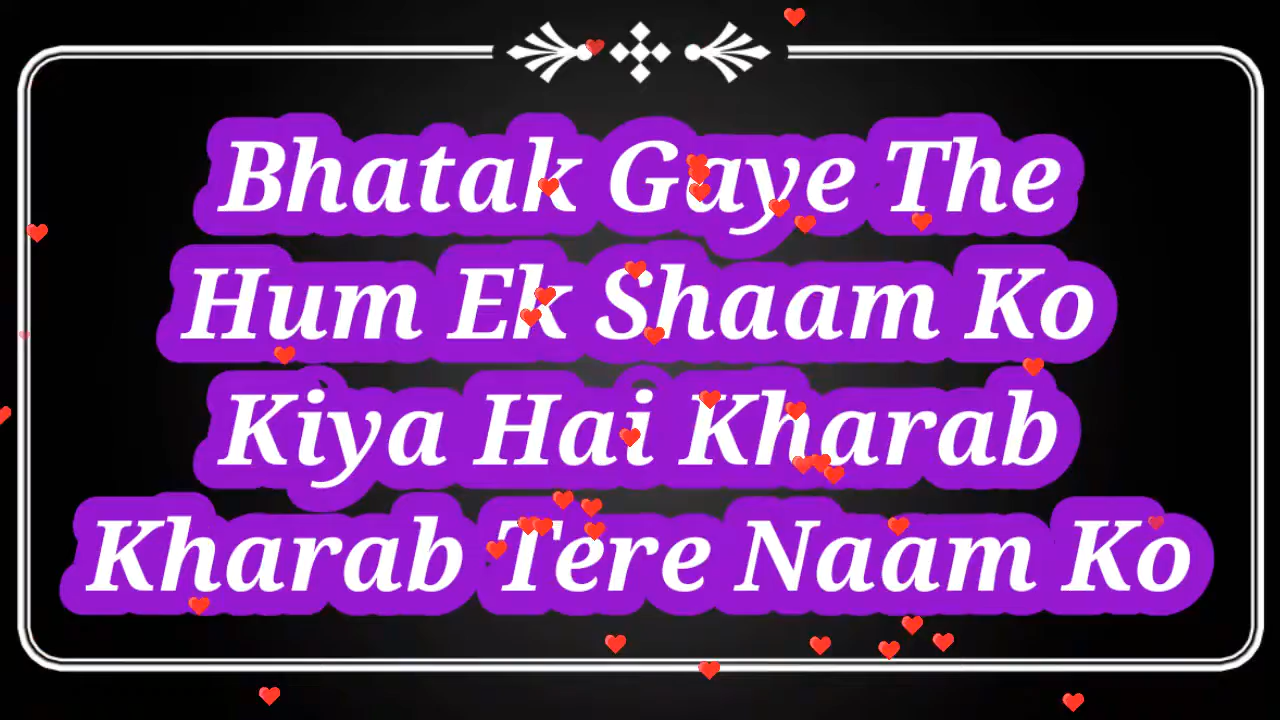 Bhatak Gaye The
Hum Ek Shaam Ko
Kiya Hai Kharab
Kharab Tere Naam Ko